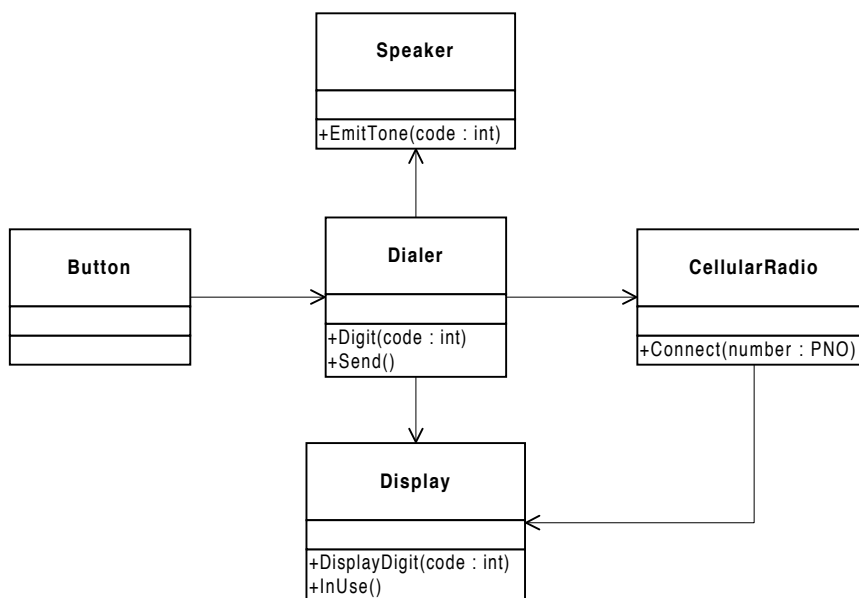 Speaker
+EmitTone(code : int)
Button
Dialer
+Digit(code : int)
+Send()
CellularRadio
+Connect(number : PNO)
Display
+DisplayDigit(code : int)
+InUse()